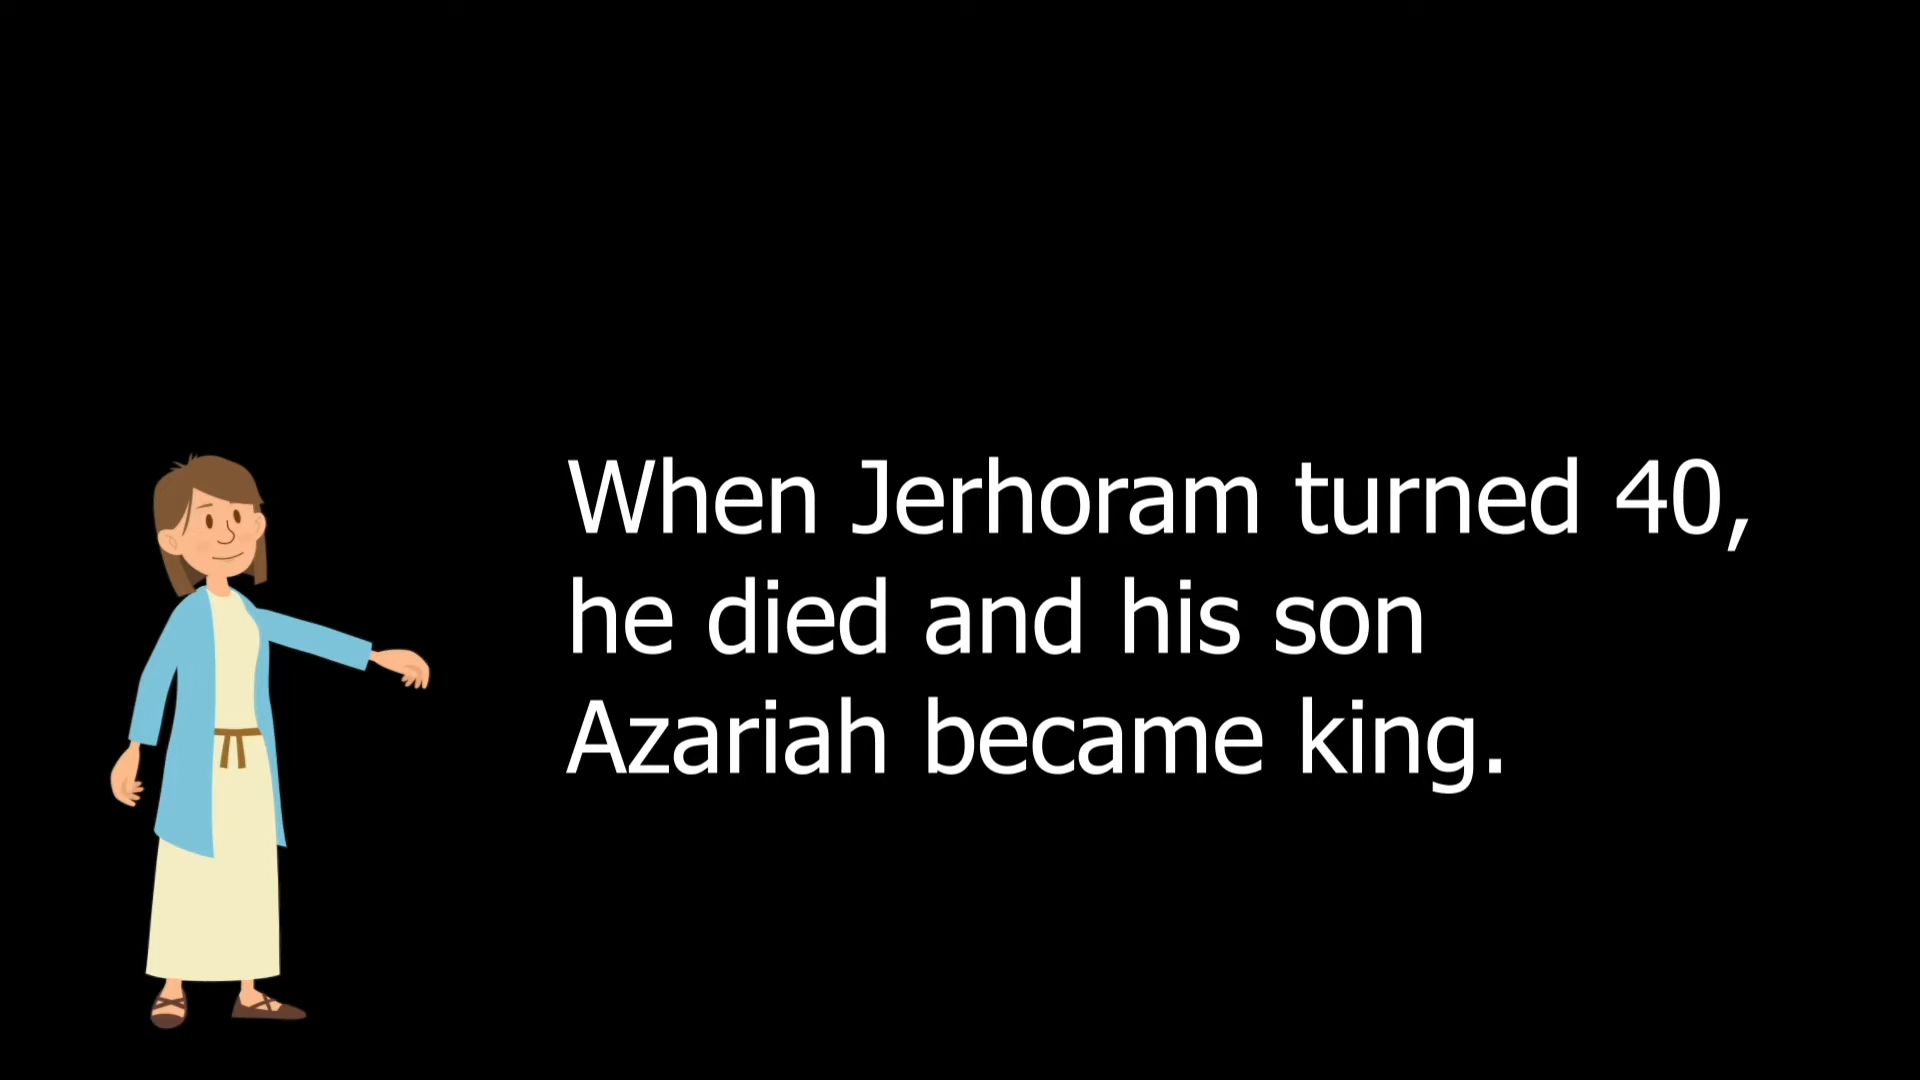 When Jerhoram turned 40,
he died and his son
Azariah became king.